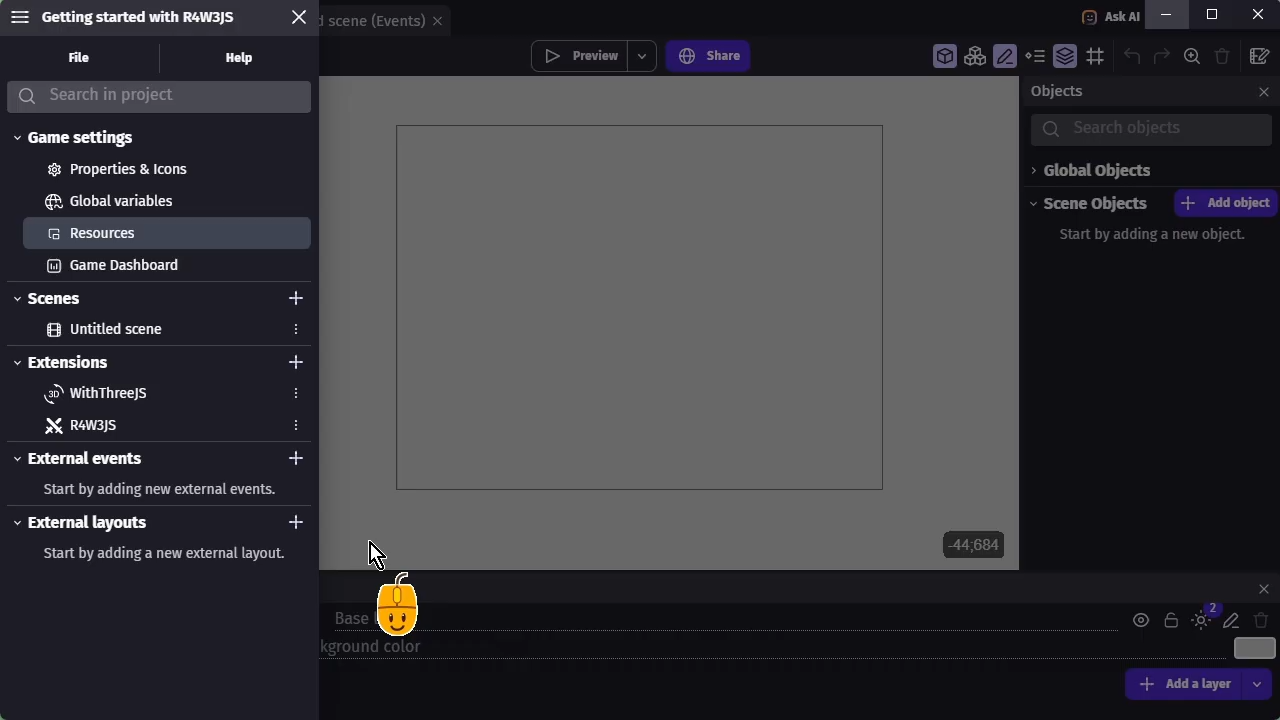 Getting started with R4W3JS
d scene (Events)
Ask AI
File
Help
Preview
Share
Search in project
Objects
Search objects
Game settings
Properties & Icons
Global variables
Resources
Game Dashboard
Global Objects
Scene Objects
Add object
Start by adding a new object.
Scenes
Untitled scene
Extensions
3D
WithThreeJS
R4W3JS
External events
Start by adding new external events.
External layouts
Start by adding a new external layout.
-44;684
Base
2
kground color
Add a layer